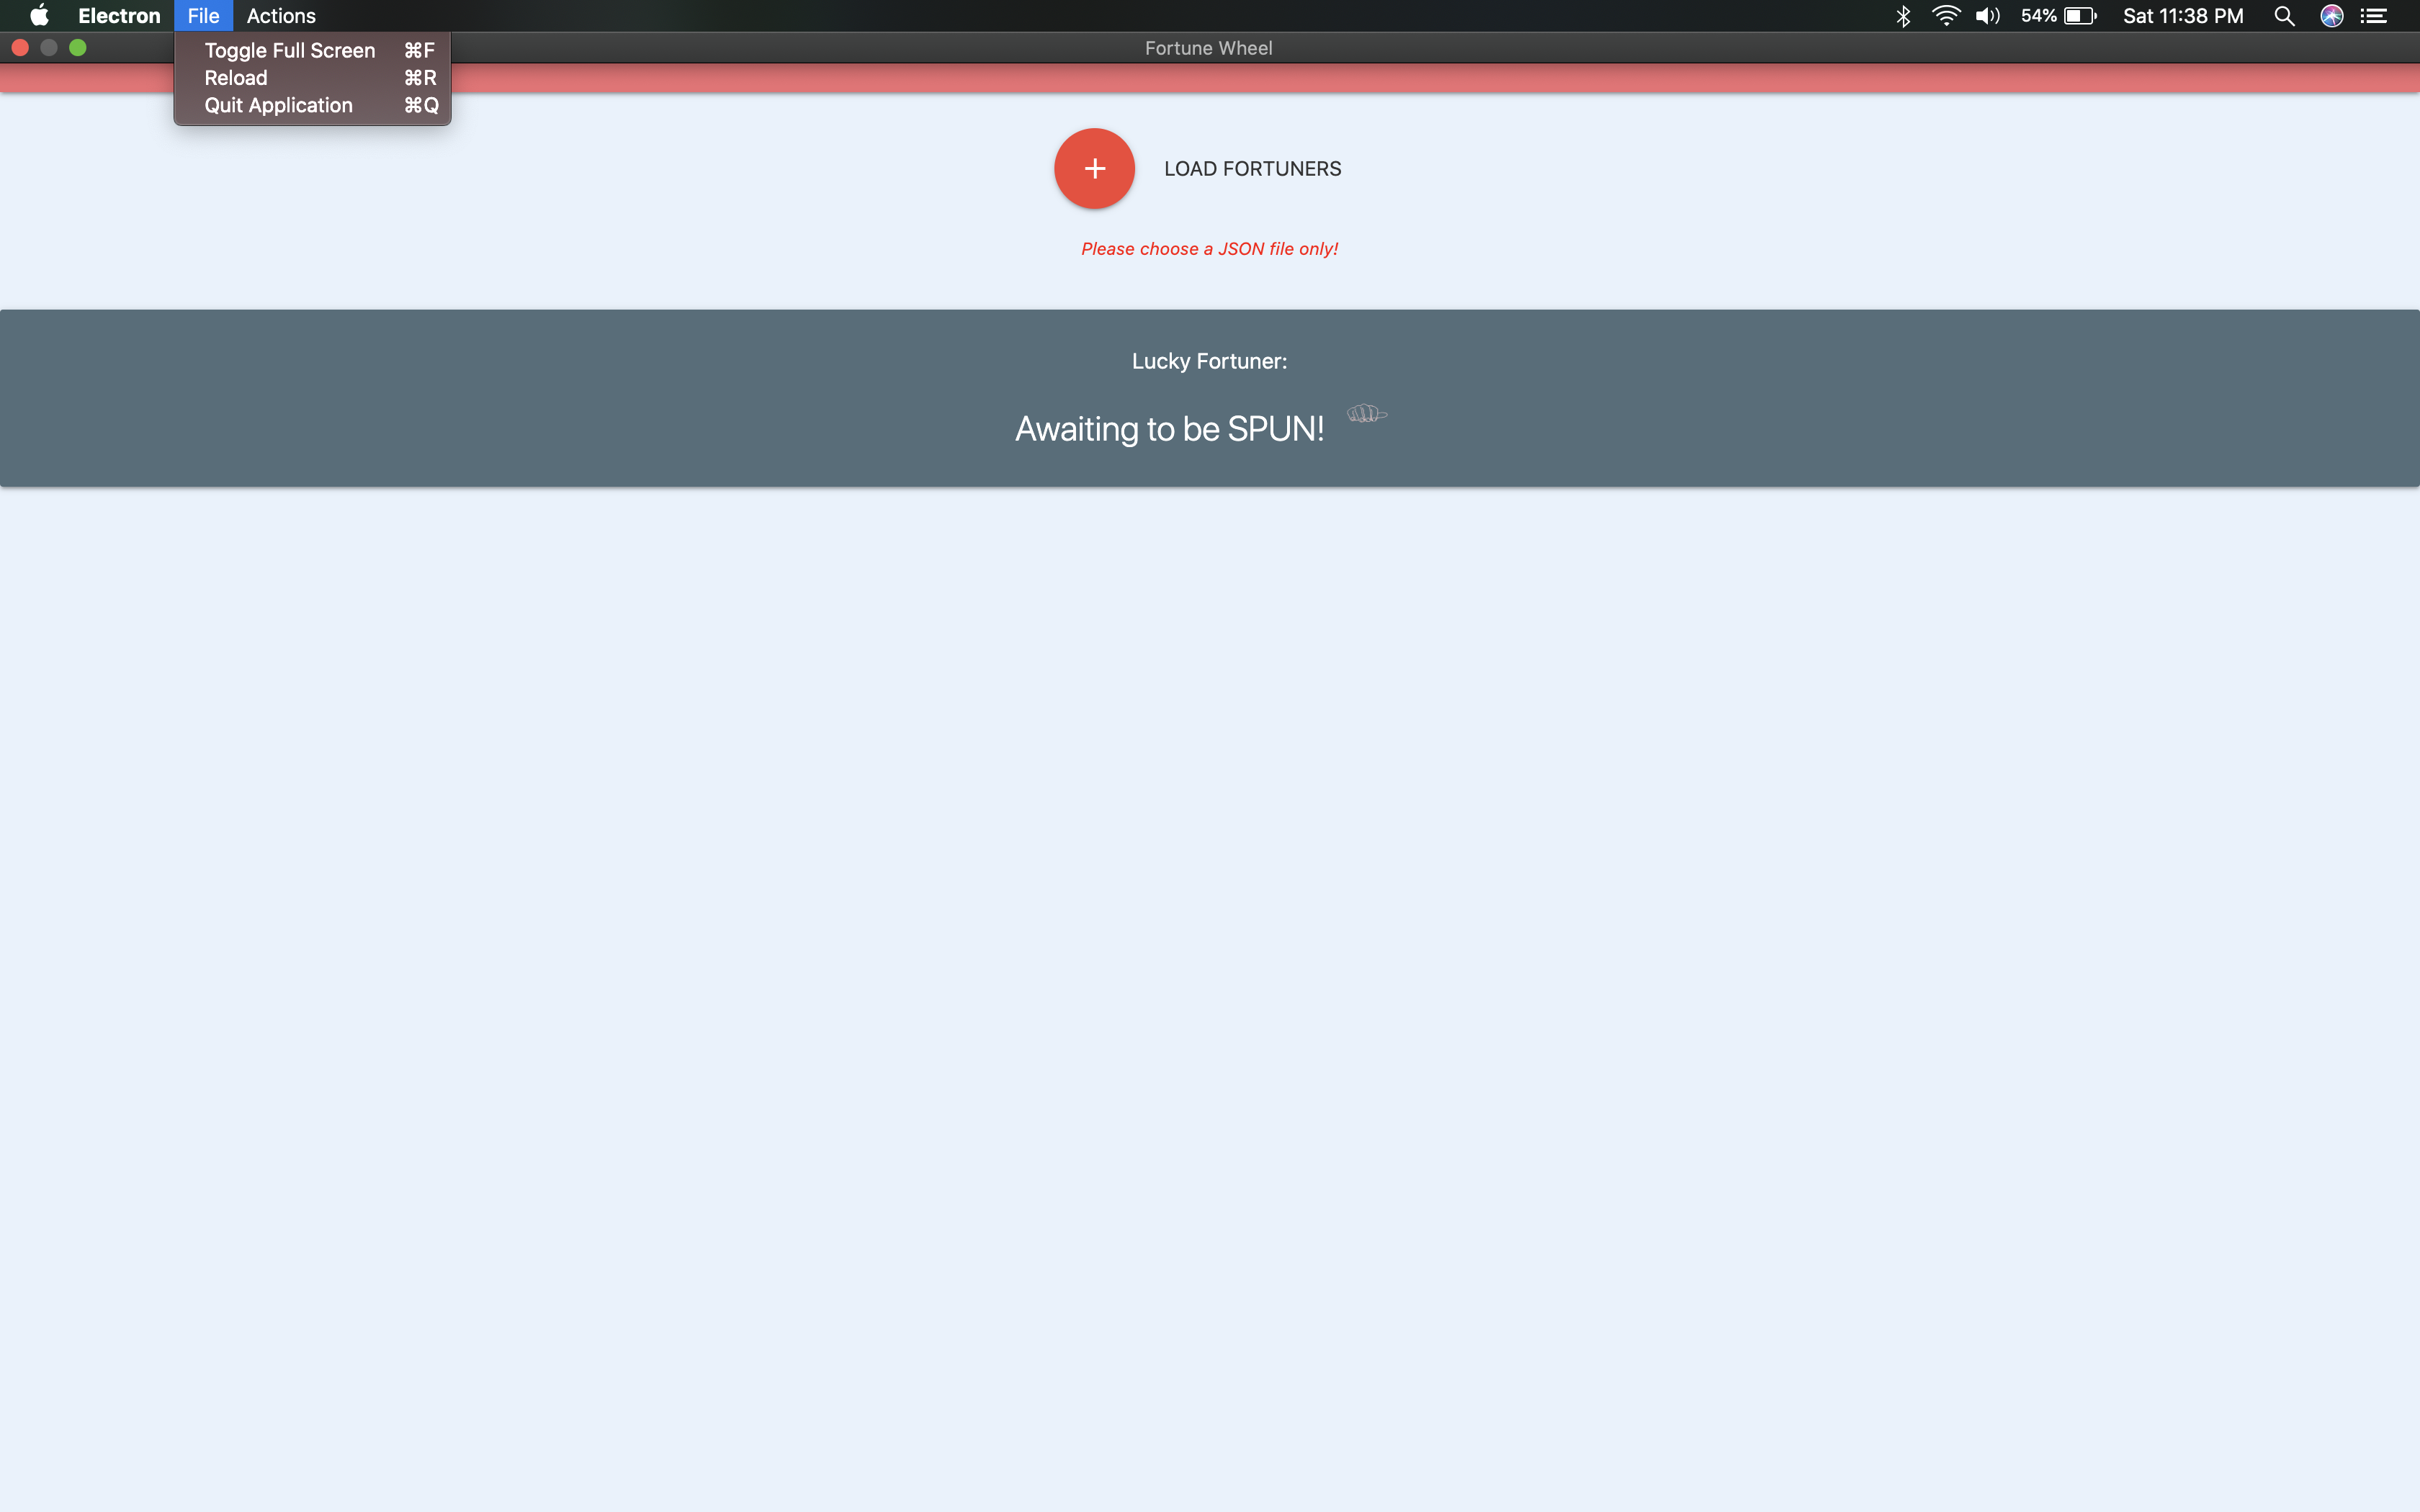 Electron File Actions 54% Sat 11:38 PM
Fortune Wheel
Toggle Full Screen ⌘F
Reload ⌘R
Quit Application ⌘Q
LOAD FORTUNERS
Please choose a JSON file only!
Lucky Fortuner:
Awaiting to be SPUN!